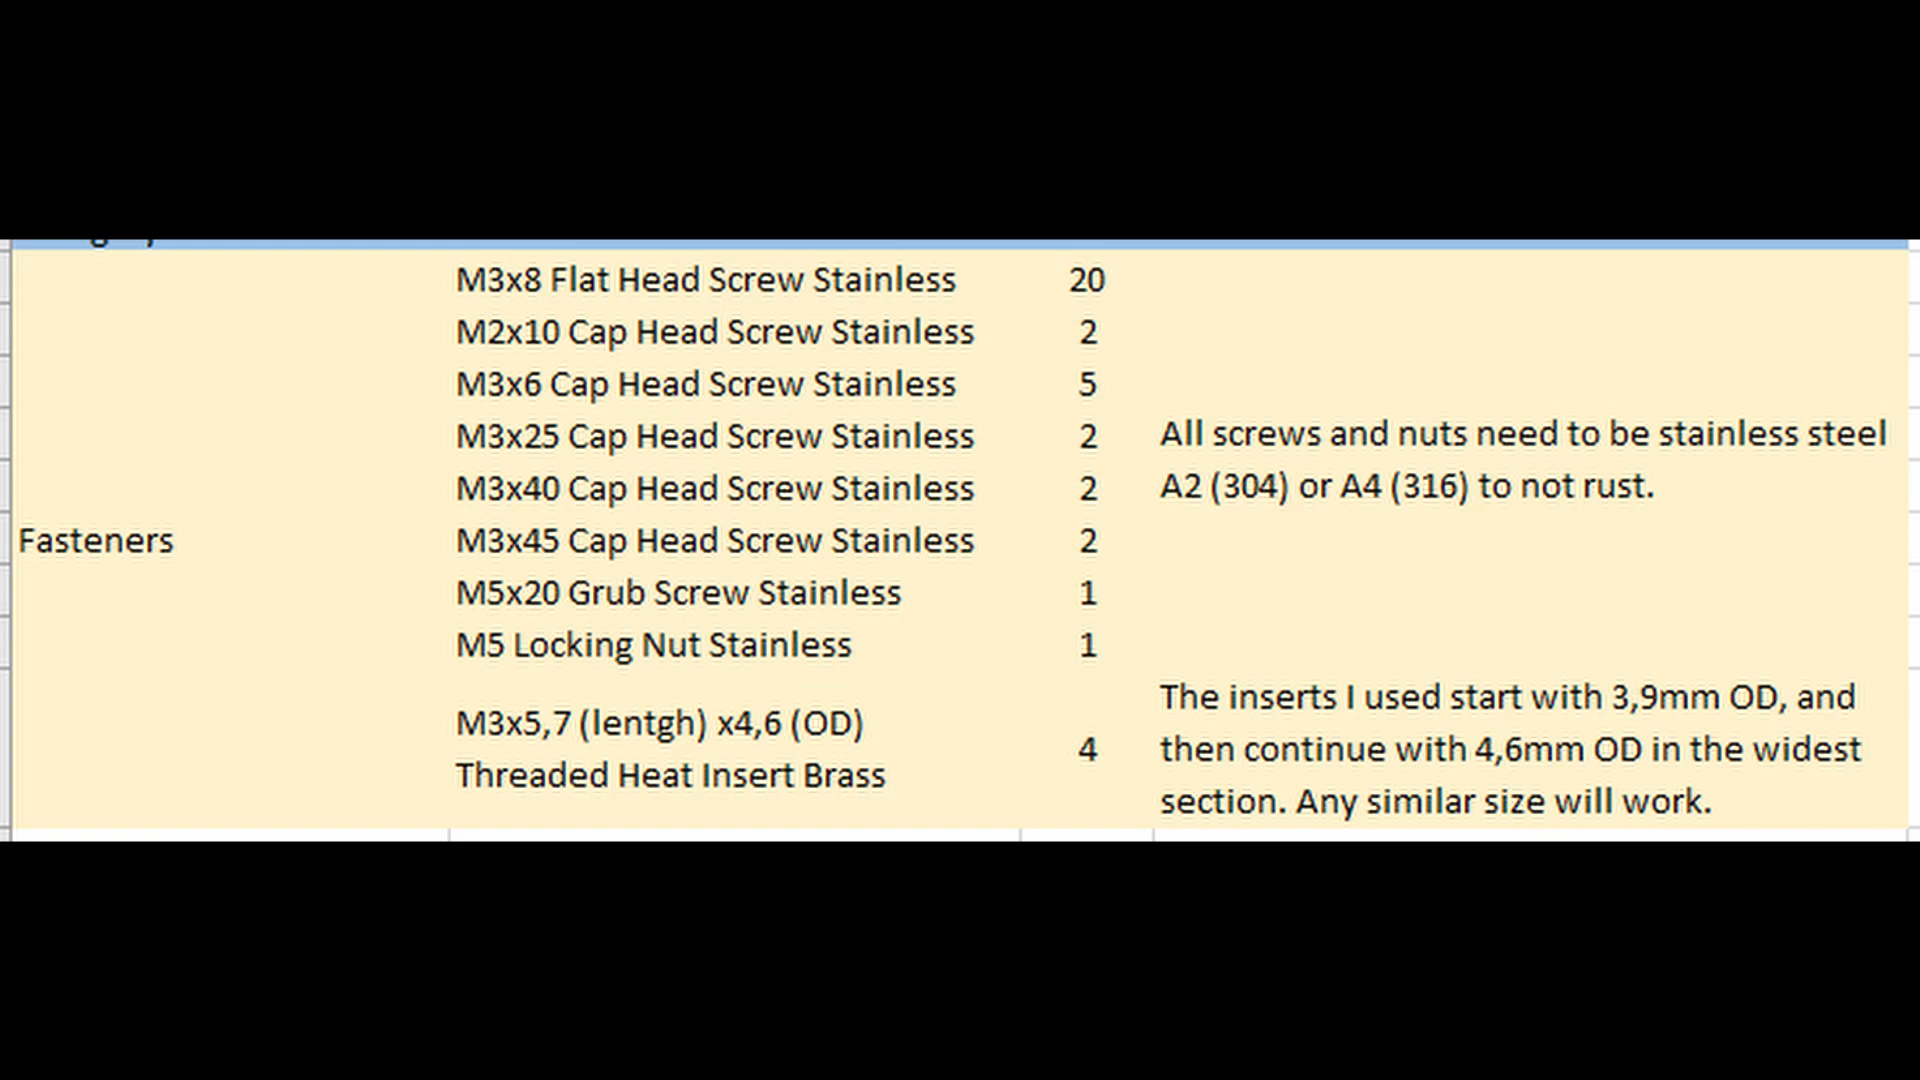 M3x8 Flat Head Screw Stainless 20
M2x10 Cap Head Screw Stainless 2
M3x6 Cap Head Screw Stainless 5
M3x25 Cap Head Screw Stainless 2
M3x40 Cap Head Screw Stainless 2
M3x45 Cap Head Screw Stainless 2
M5x20 Grub Screw Stainless 1
M5 Locking Nut Stainless 1
M3x5,7 (lentgh) x4,6 (OD)
Threaded Heat Insert Brass
4
Fasteners
All screws and nuts need to be stainless steel
A2 (304) or A4 (316) to not rust.
The inserts I used start with 3,9mm OD, and
then continue with 4,6mm OD in the widest
section. Any similar size will work.